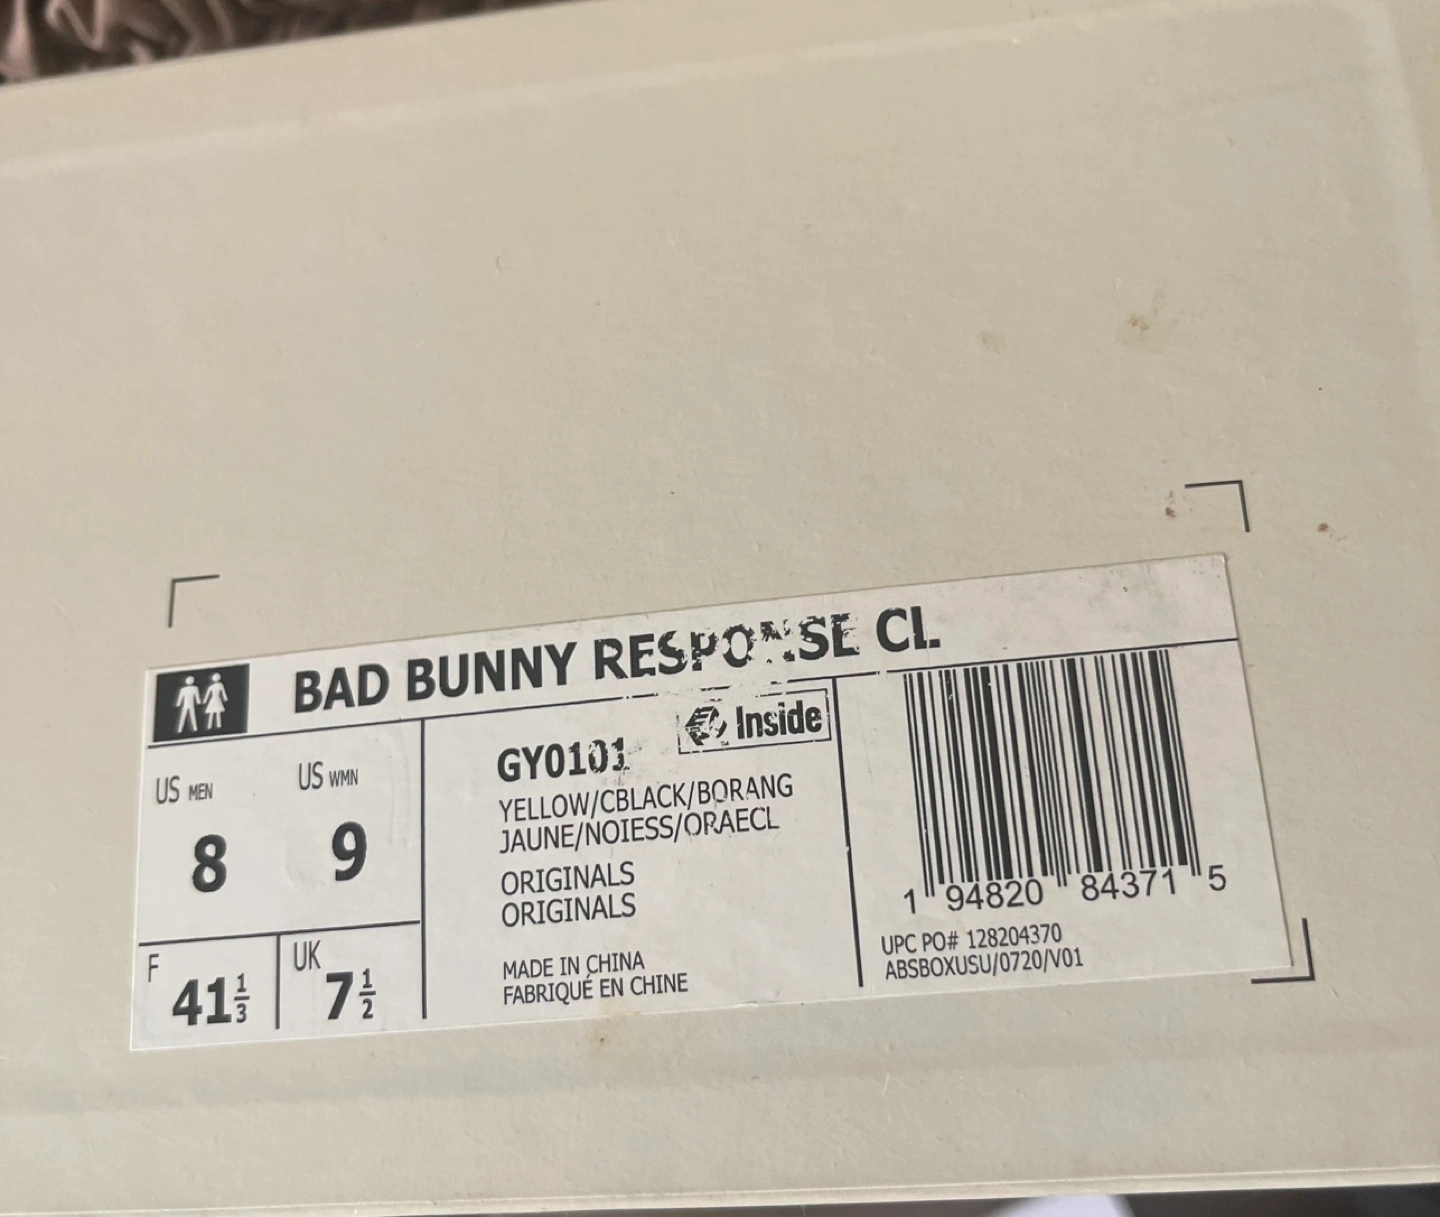 BAD BUNNY RESPONSE CL
US MEN
8
US WMN
9
F
41 1/3
UK
7 1/2
GY0101
Inside
YELLOW/CBLACK/BORANG
JAUNE/NOIESS/ORAECL
ORIGINALS
ORIGINALS
MADE IN CHINA
FABRIQUÉ EN CHINE
1 94820 84371 5
UPC PO# 128204370
ABSBOXUSU/0720/V01